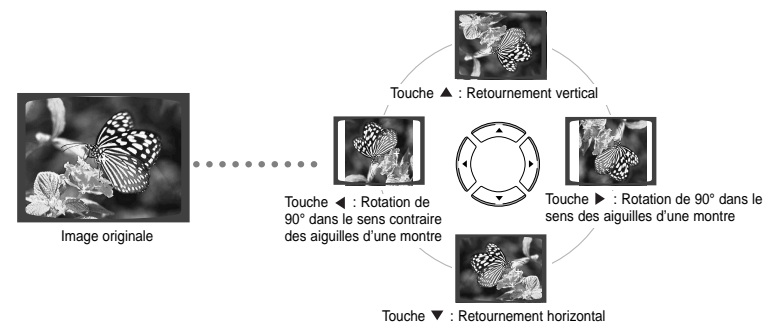 Touche ▲ : Retournement vertical
Image originale
Touche ◀ : Rotation de
90° dans le sens contraire
des aiguilles d'une montre
Touche ▶ : Rotation de 90° dans le
sens des aiguilles d'une montre
Touche ▼ : Retournement horizontal